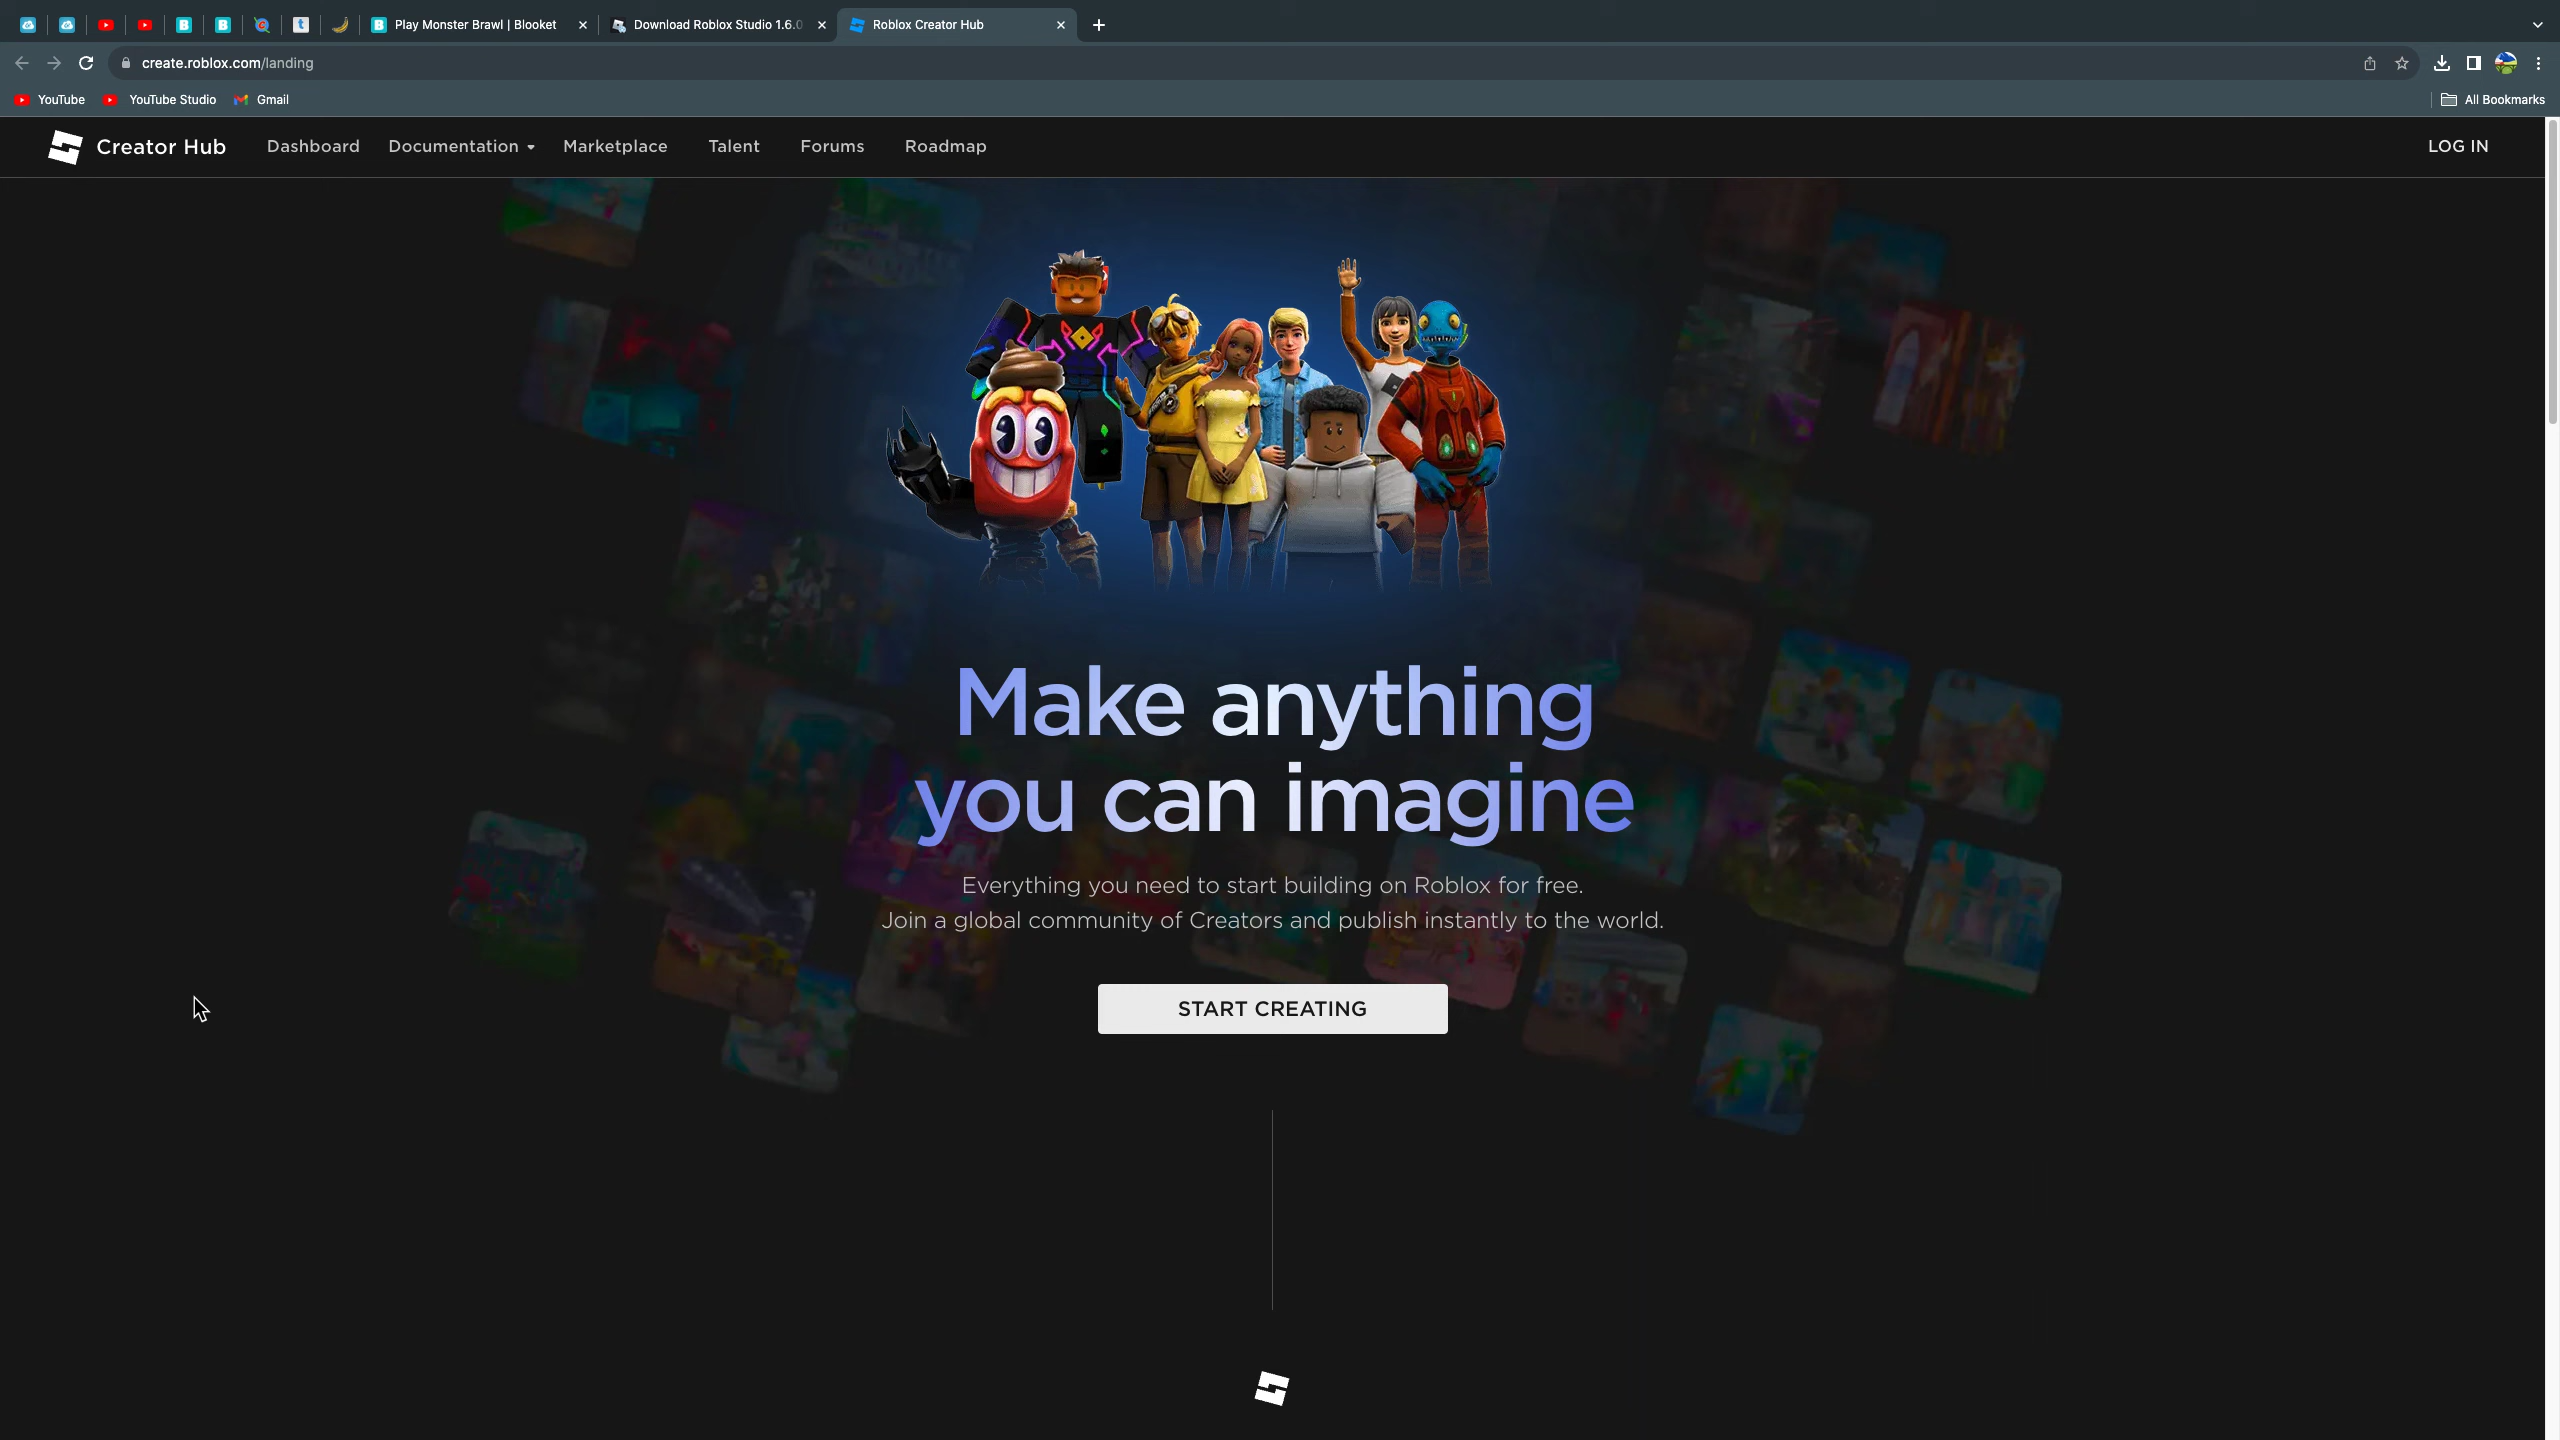 Play Monster Brawl | Blooket
Download Roblox Studio 1.6.0
Roblox Creator Hub
create.roblox.com/landing
YouTube
YouTube Studio
Gmail
All Bookmarks
Creator Hub
Dashboard
Documentation
Marketplace
Talent
Forums
Roadmap
LOG IN
Make anything
you can imagine
Everything you need to start building on Roblox for free.
Join a global community of Creators and publish instantly to the world.
START CREATING